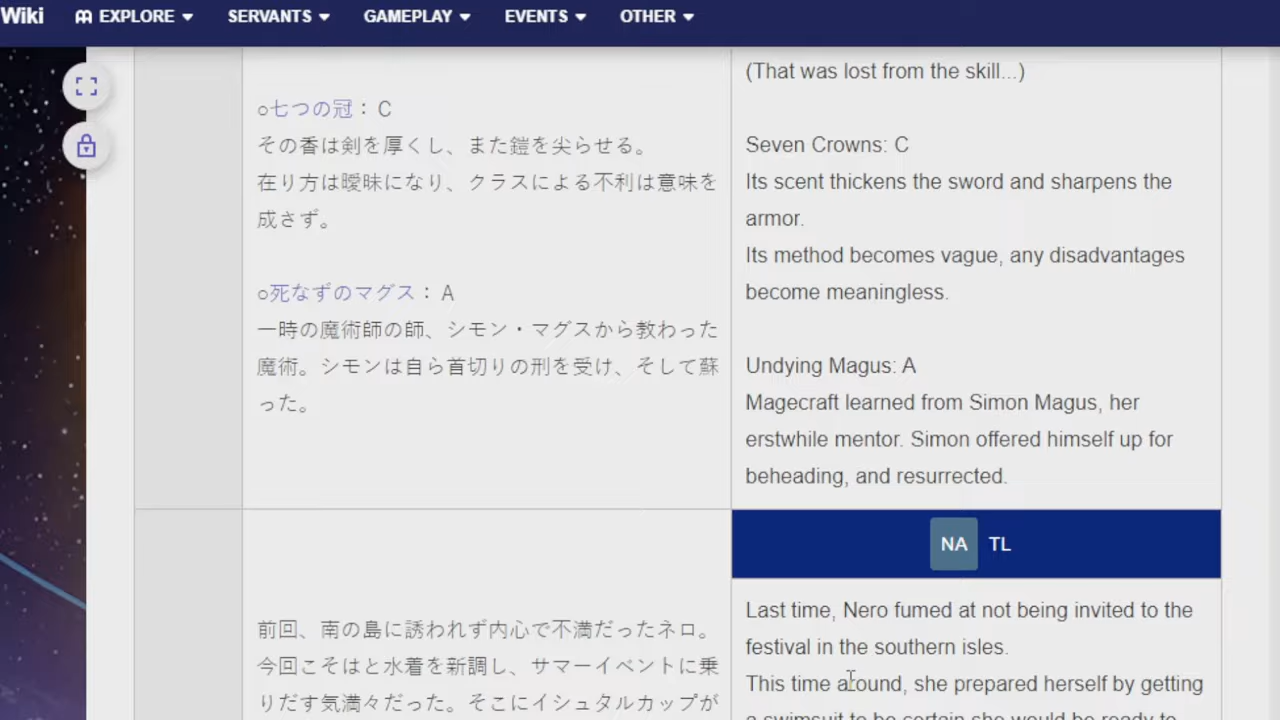 Wiki EXPLORE SERVANTS GAMEPLAY EVENTS OTHER
○七つの冠： C
その香は剣を厚くし、また鎧を尖らせる。
在り方は曖昧になり、クラスによる不利は意味を
成さず。
○死なずのマグス： A
一時の魔術師の師、シモン・マグスから教わった
魔術。シモンは自ら首切りの刑を受け、そして蘇
った。
(That was lost from the skill...)
Seven Crowns: C
Its scent thickens the sword and sharpens the
armor.
Its method becomes vague, any disadvantages
become meaningless.
Undying Magus: A
Magecraft learned from Simon Magus, her
erstwhile mentor. Simon offered himself up for
beheading, and resurrected.
NA TL
前回、南の島に誘われず内心で不満だったネロ。
今回こそはと水着を新調し、サマーイベントに乗
りだす気満々だった。そこにイシュタルカップが
Last time, Nero fumed at not being invited to the
festival in the southern isles.
This time around, she prepared herself by getting
a swimsuit to be certain she would be ready to